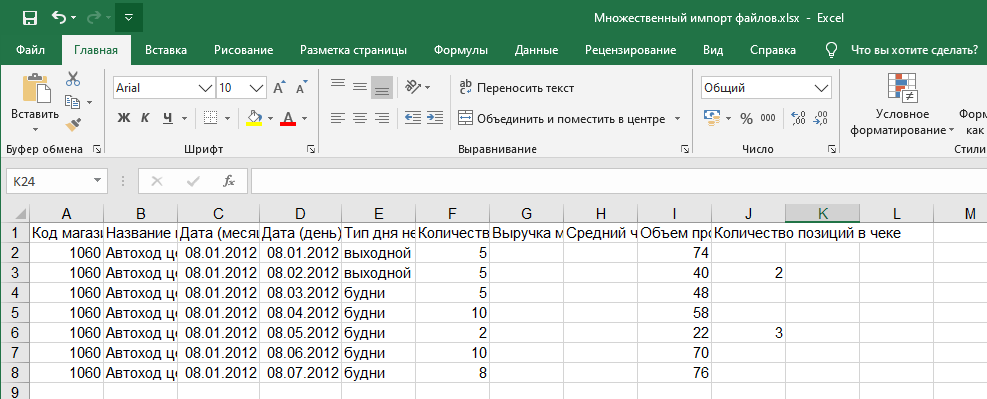 Множественный импорт файлов.xlsx - Excel
Файл Главная Вставка Рисование Разметка страницы Формулы Данные Рецензирование Вид Справка Что вы хотите сделать?
Вставить
Arial 10
Ж К Ч
Переносить текст
Объединить и поместить в центре
Общий
% 000
Условное форматирование
Форм как
Буфер обмена Шрифт Выравнивание Число Стили
K24 fx
A B C D E F G H I J K L M
1 Код магази Название Дата (меся Дата (день) Тип дня не Количеств Выручка м Средний ч Объем про Количество позиций в чеке
2 1060 Автоход це 08.01.2012 08.01.2012 выходной 5 74
3 1060 Автоход це 08.01.2012 08.02.2012 выходной 5 40 2
4 1060 Автоход це 08.01.2012 08.03.2012 будни 5 48
5 1060 Автоход це 08.01.2012 08.04.2012 будни 10 58
6 1060 Автоход це 08.01.2012 08.05.2012 будни 2 22 3
7 1060 Автоход це 08.01.2012 08.06.2012 будни 10 70
8 1060 Автоход це 08.01.2012 08.07.2012 будни 8 76
9